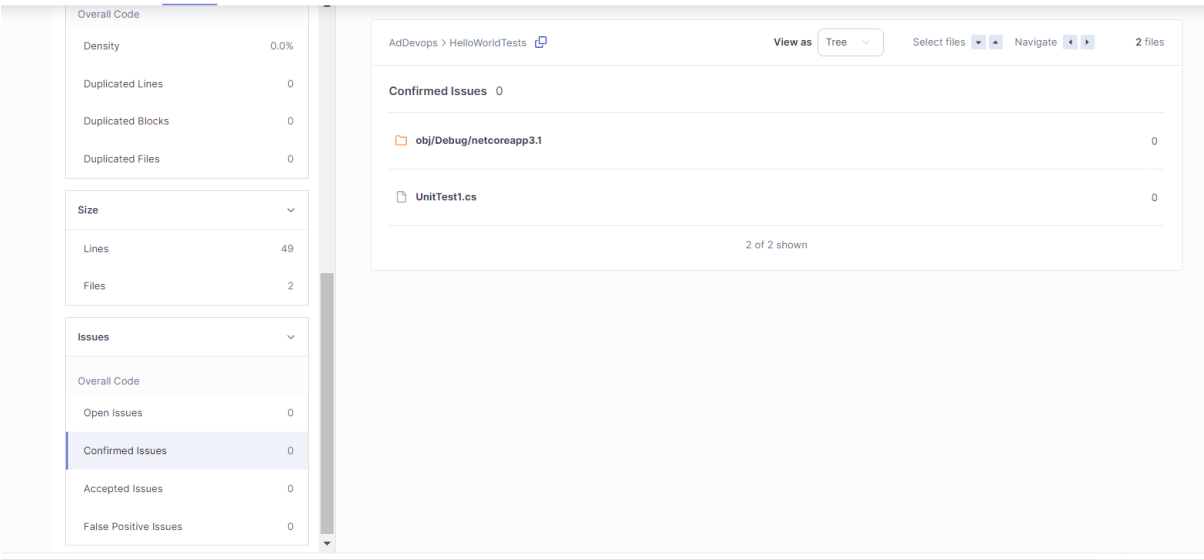 Overall Code
Density 0.0%
Duplicated Lines 0
Duplicated Blocks 0
Duplicated Files 0
Size
Lines 49
Files 2
Issues
Overall Code
Open Issues 0
Confirmed Issues 0
Accepted Issues 0
False Positive Issues 0
AdDevops > HelloWorldTests View as Tree Select files Navigate 2 files
Confirmed Issues 0
obj/Debug/netcoreapp3.1 0
UnitTest1.cs 0
2 of 2 shown